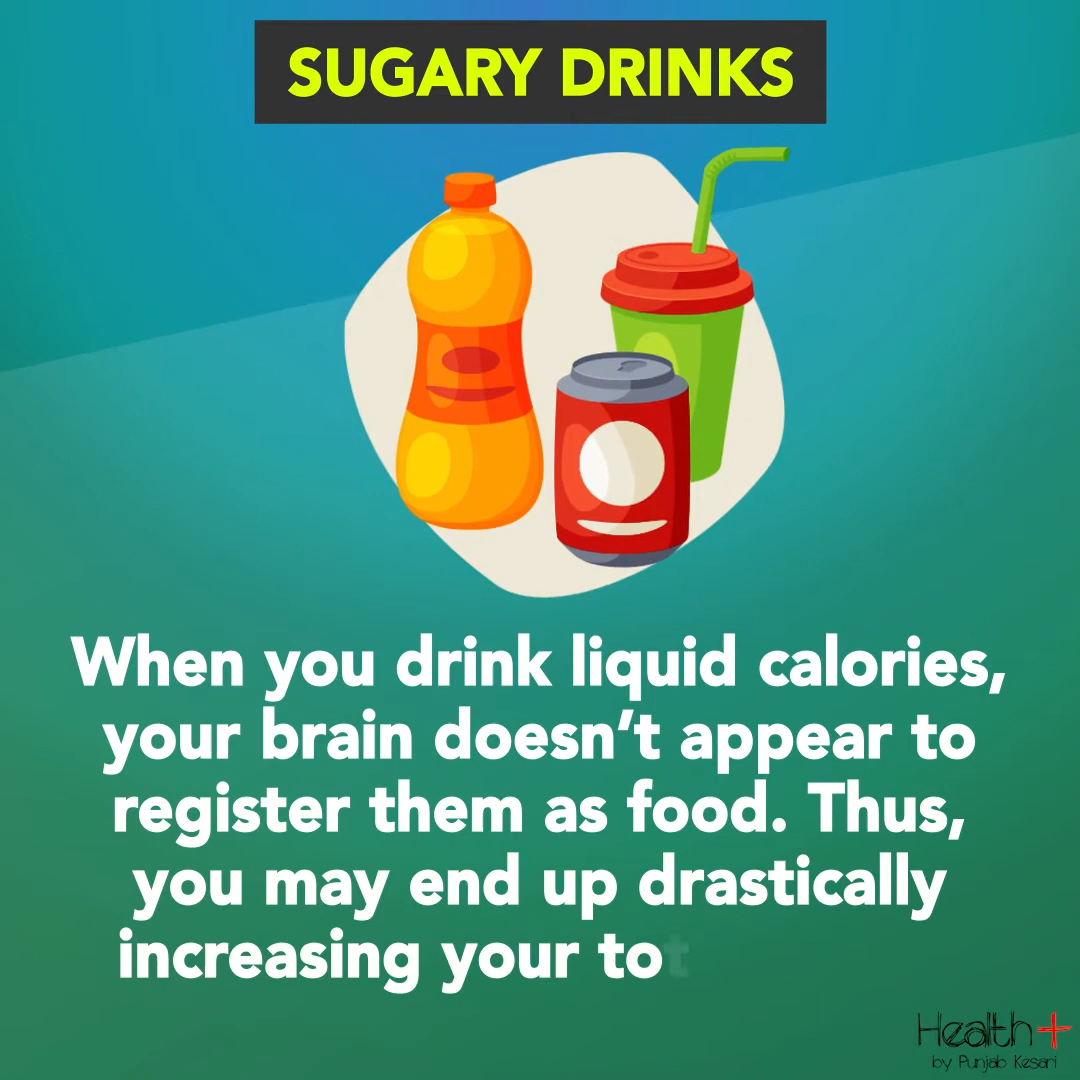 SUGARY DRINKS
When you drink liquid calories,
your brain doesn’t appear to
register them as food. Thus,
you may end up drastically
increasing your tot
Health+
by Punjab Kesari